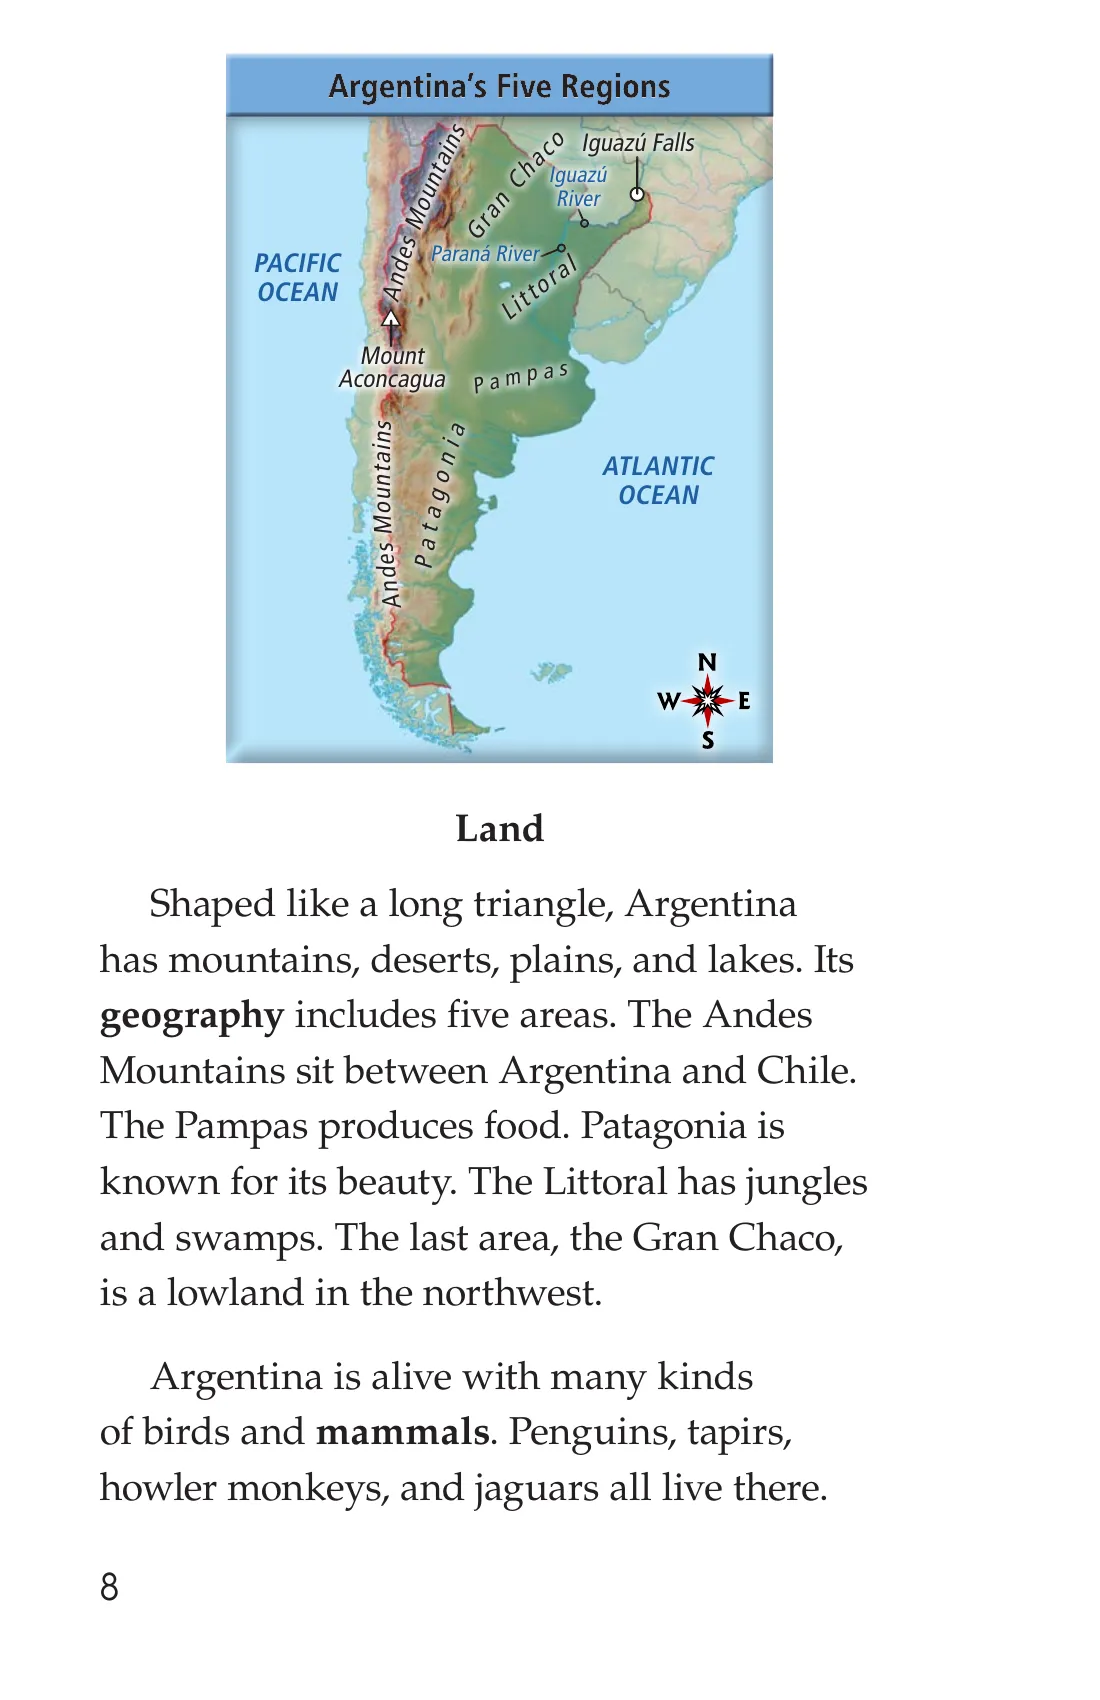 Argentina's Five Regions
Andes Mountains
Gran Chaco
Iguazú Falls
Iguazú
River
Paraná River
PACIFIC
OCEAN
Littoral
Mount
Aconcagua
Pampas
Andes Mountains
Patagonia
ATLANTIC
OCEAN
N
W E
S
Land
Shaped like a long triangle, Argentina
has mountains, deserts, plains, and lakes. Its
geography includes five areas. The Andes
Mountains sit between Argentina and Chile.
The Pampas produces food. Patagonia is
known for its beauty. The Littoral has jungles
and swamps. The last area, the Gran Chaco,
is a lowland in the northwest.
Argentina is alive with many kinds
of birds and mammals. Penguins, tapirs,
howler monkeys, and jaguars all live there.
8